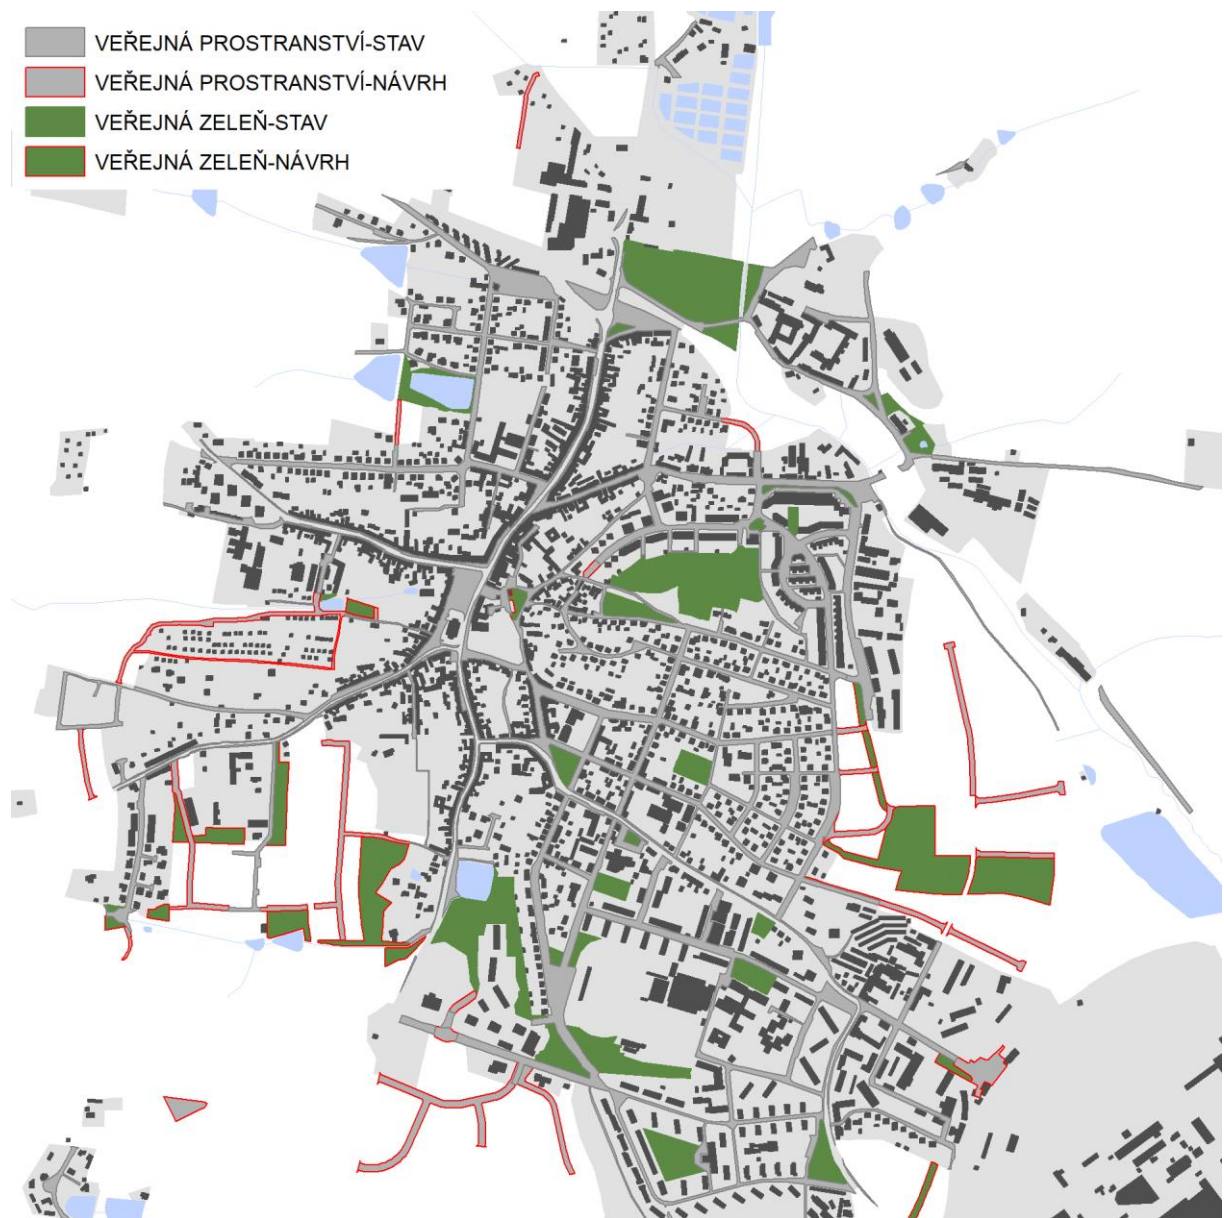 VEŘEJNÁ PROSTRANSTVÍ-STAV
VEŘEJNÁ PROSTRANSTVÍ-NÁVRH
VEŘEJNÁ ZELEŇ-STAV
VEŘEJNÁ ZELEŇ-NÁVRH